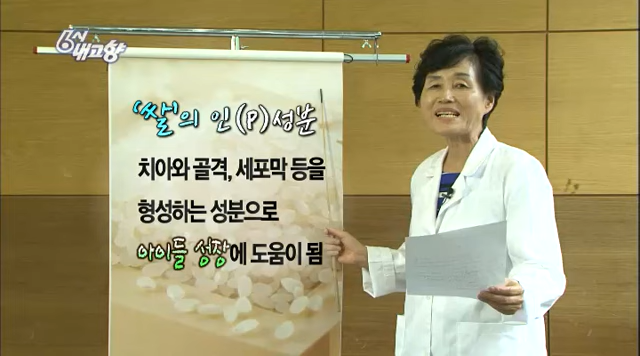 6시
내고향
'쌀'의 인(P)성분
치아와 골격, 세포막 등을
형성하는 성분으로
아이들 성장에 도움이 됨